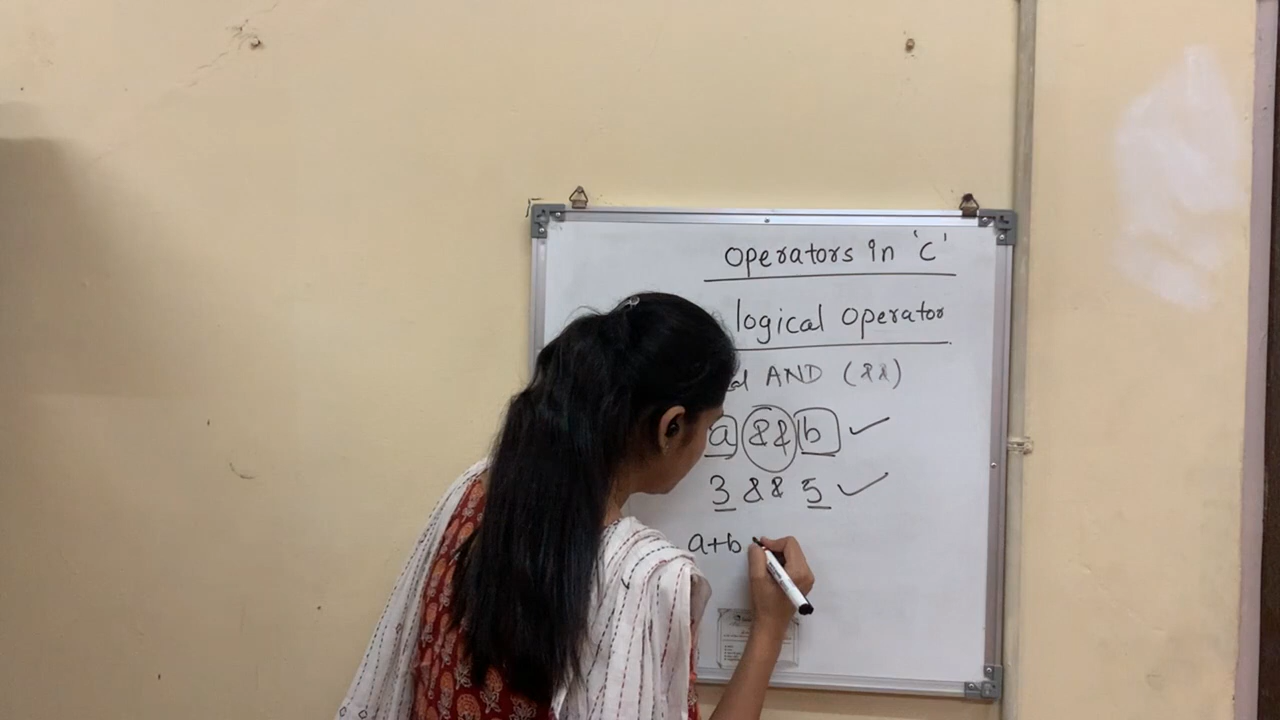 Operators in 'C'
logical operator
AND (&&)
a && b ✓
3 && 5 ✓
a+b